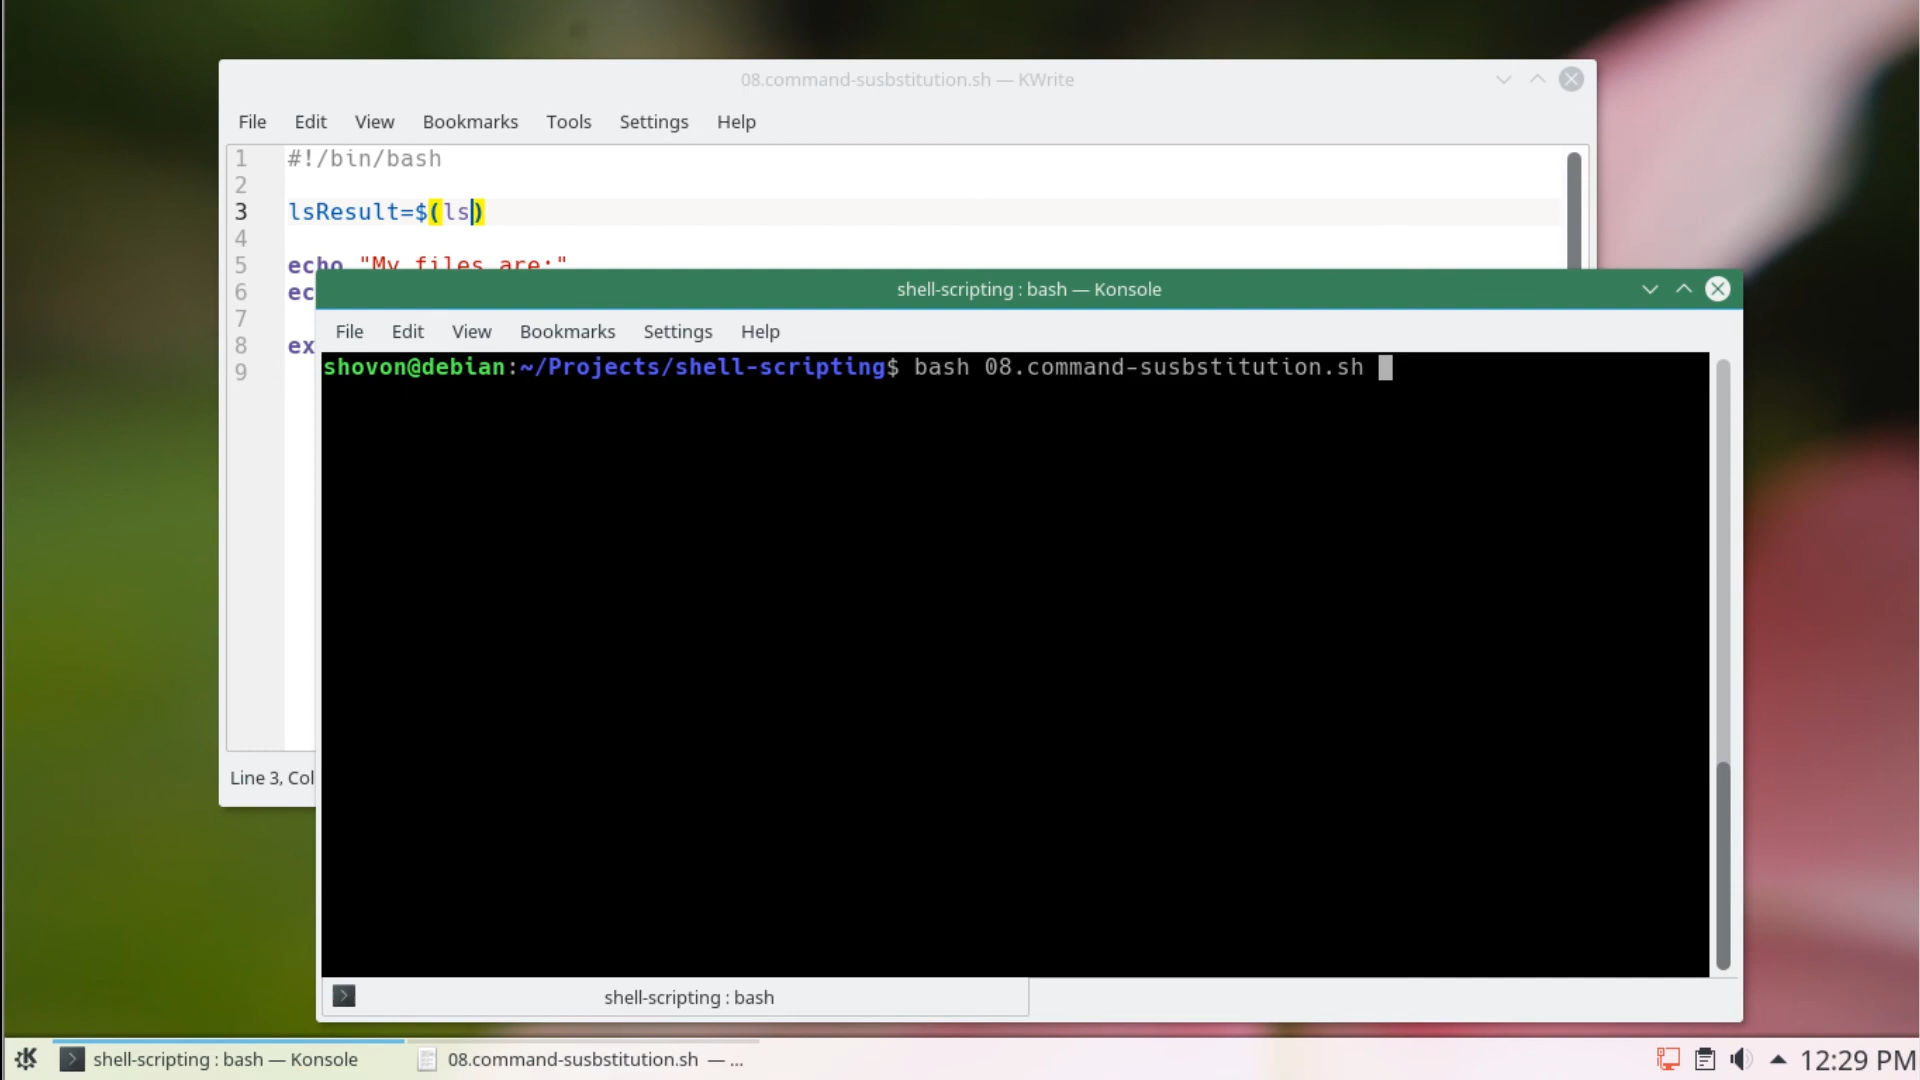 08.command-susbstitution.sh — KWrite
File Edit View Bookmarks Tools Settings Help
1 #!/bin/bash
2
3 lsResult=$(ls)
4
5 echo "My files are:"
6 ec
7
8 ex
9
Line 3, Col
shell-scripting : bash — Konsole
File Edit View Bookmarks Settings Help
shovon@debian:~/Projects/shell-scripting$ bash 08.command-susbstitution.sh
shell-scripting : bash
shell-scripting : bash — Konsole
08.command-susbstitution.sh — ...
12:29 PM